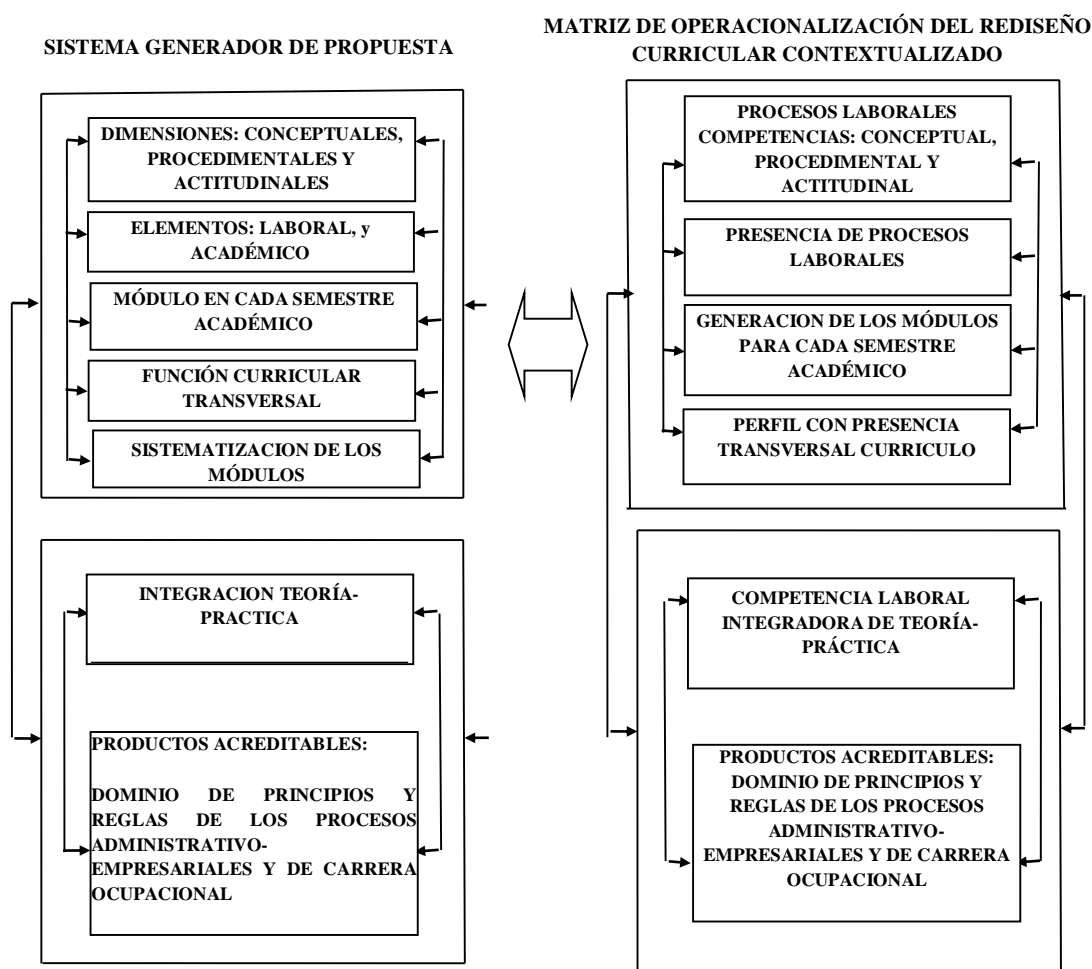 SISTEMA GENERADOR DE PROPUESTA
DIMENSIONES: CONCEPTUALES,
PROCEDIMENTALES Y
ACTITUDINALES
ELEMENTOS: LABORAL, y
ACADÉMICO
MÓDULO EN CADA SEMESTRE
ACADÉMICO
FUNCIÓN CURRICULAR
TRANSVERSAL
SISTEMATIZACION DE LOS
MÓDULOS
INTEGRACION TEORÍA-
PRACTICA
PRODUCTOS ACREDITABLES:
DOMINIO DE PRINCIPIOS Y
REGLAS DE LOS PROCESOS
ADMINISTRATIVO-
EMPRESARIALES Y DE CARRERA
OCUPACIONAL
MATRIZ DE OPERACIONALIZACIÓN DEL REDISEÑO
CURRICULAR CONTEXTUALIZADO
PROCESOS LABORALES
COMPETENCIAS: CONCEPTUAL,
PROCEDIMENTAL Y
ACTITUDINAL
PRESENCIA DE PROCESOS
LABORALES
GENERACION DE LOS MÓDULOS
PARA CADA SEMESTRE
ACADÉMICO
PERFIL CON PRESENCIA
TRANSVERSAL CURRICULO
COMPETENCIA LABORAL
INTEGRADORA DE TEORÍA-
PRÁCTICA
PRODUCTOS ACREDITABLES:
DOMINIO DE PRINCIPIOS Y
REGLAS DE LOS PROCESOS
ADMINISTRATIVO-
EMPRESARIALES Y DE CARRERA
OCUPACIONAL